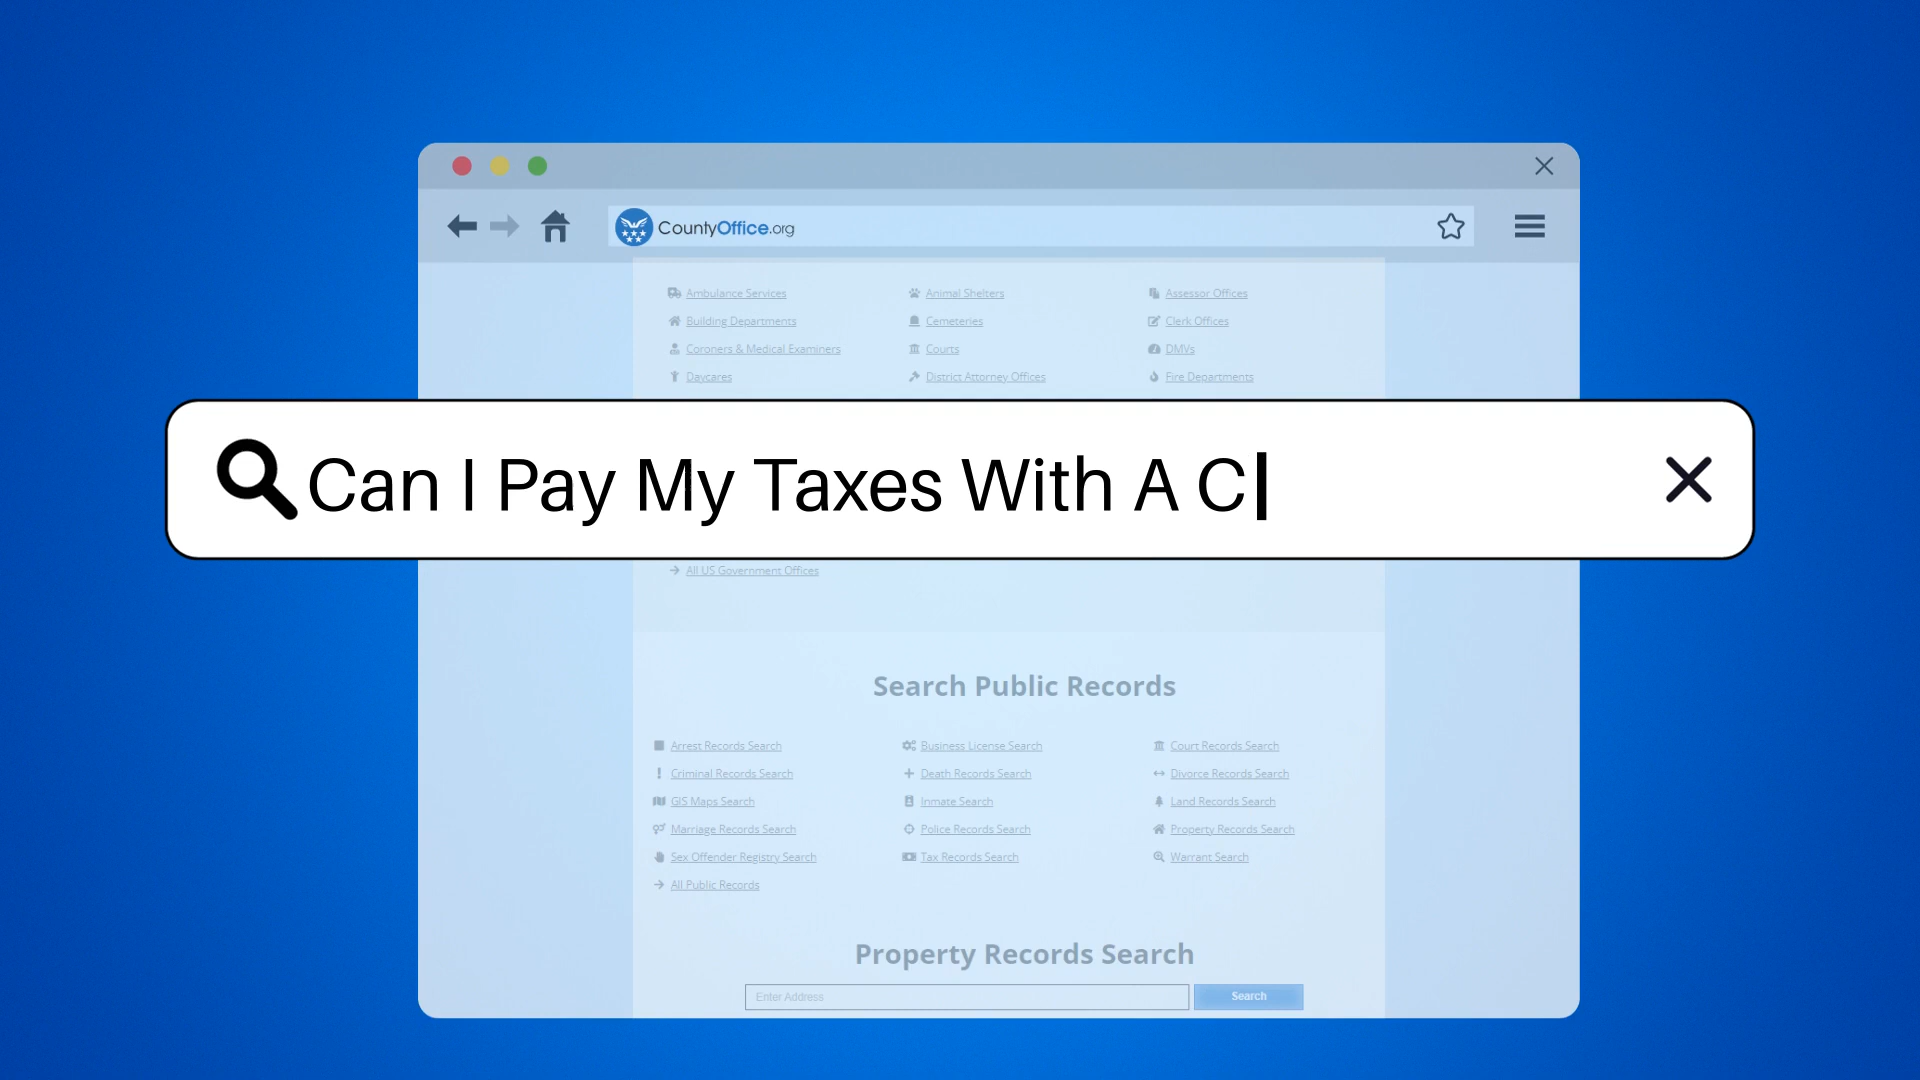 CountyOffice.org
Ambulance Services Animal Shelters Assessor Offices
Building Departments Cemeteries Clerk Offices
Coroners & Medical Examiners Courts DMVs
Daycares District Attorney Offices Fire Departments
Can I Pay My Taxes With A C
All US Government Offices
Search Public Records
Arrest Records Search Business License Search Court Records Search
Criminal Records Search Death Records Search Divorce Records Search
GIS Maps Search Inmate Search Land Records Search
Marriage Records Search Police Records Search Property Records Search
Sex Offender Registry Search Tax Records Search Warrant Search
All Public Records
Property Records Search
Enter Address Search